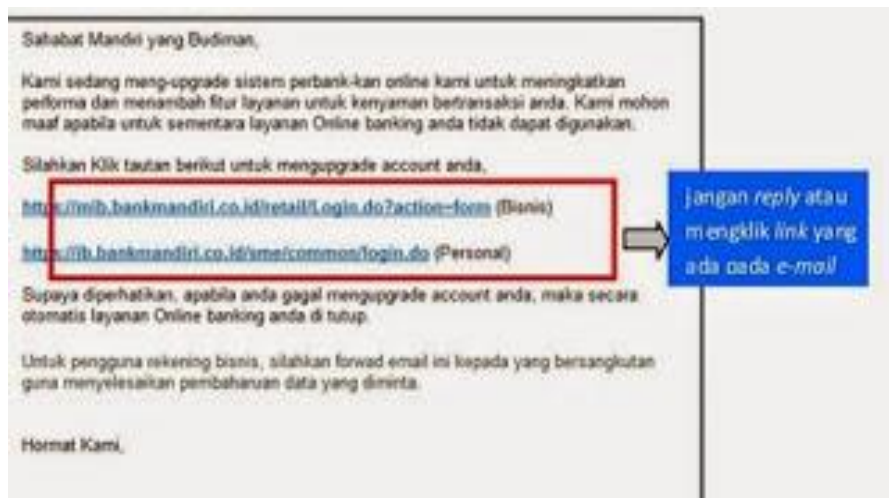 Sahabat Mandiri yang Budiman,
Kami sedang meng-upgrade sistem perbank-kan online kami untuk meningkatkan
performa dan menambah fitur layanan untuk kenyaman bertransaksi anda. Kami mohon
maaf apabila untuk sementara layanan Online banking anda tidak dapat digunakan.
Silahkan Klik tautan berikut untuk mengupgrade account anda,
https://mib.bankmandiri.co.id/retail/Login.do?action=form (Bisnis)
https://ib.bankmandiri.co.id/sme/common/login.do (Personal)
jangan reply atau
mengklik link yang
ada pada e-mail
Supaya diperhatikan, apabila anda gagal mengupgrade account anda, maka secara
otomatis layanan Online banking anda di tutup.
Untuk pengguna rekening bisnis, silahkan forwad email ini kepada yang bersangkutan
guna menyelesaikan pembaharuan data yang diminta.
Hormat Kami,